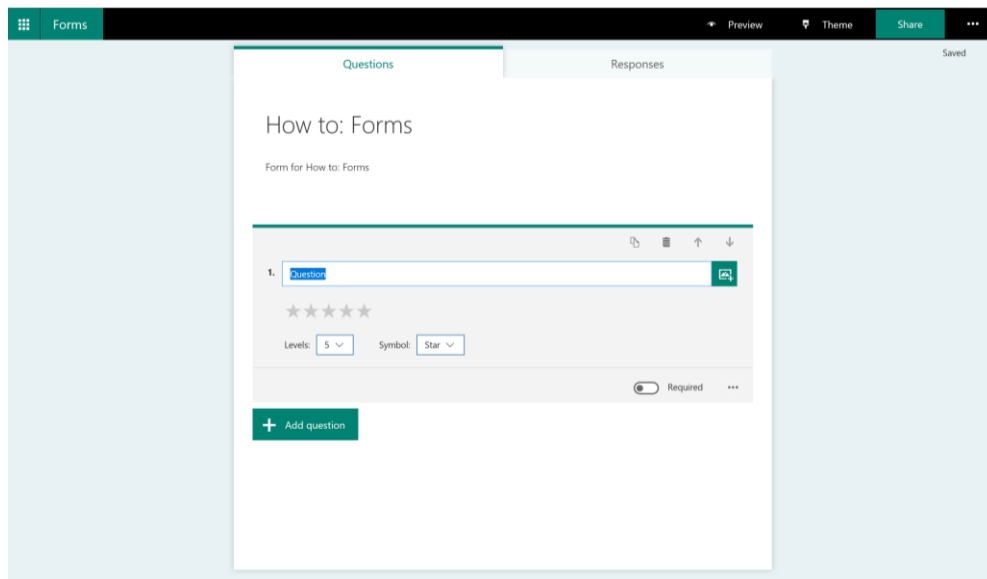 Forms Preview Theme Share
Saved
Questions Responses
How to: Forms
Form for How to: Forms
1. Question
Levels: 5 Symbol: Star
Required
Add question